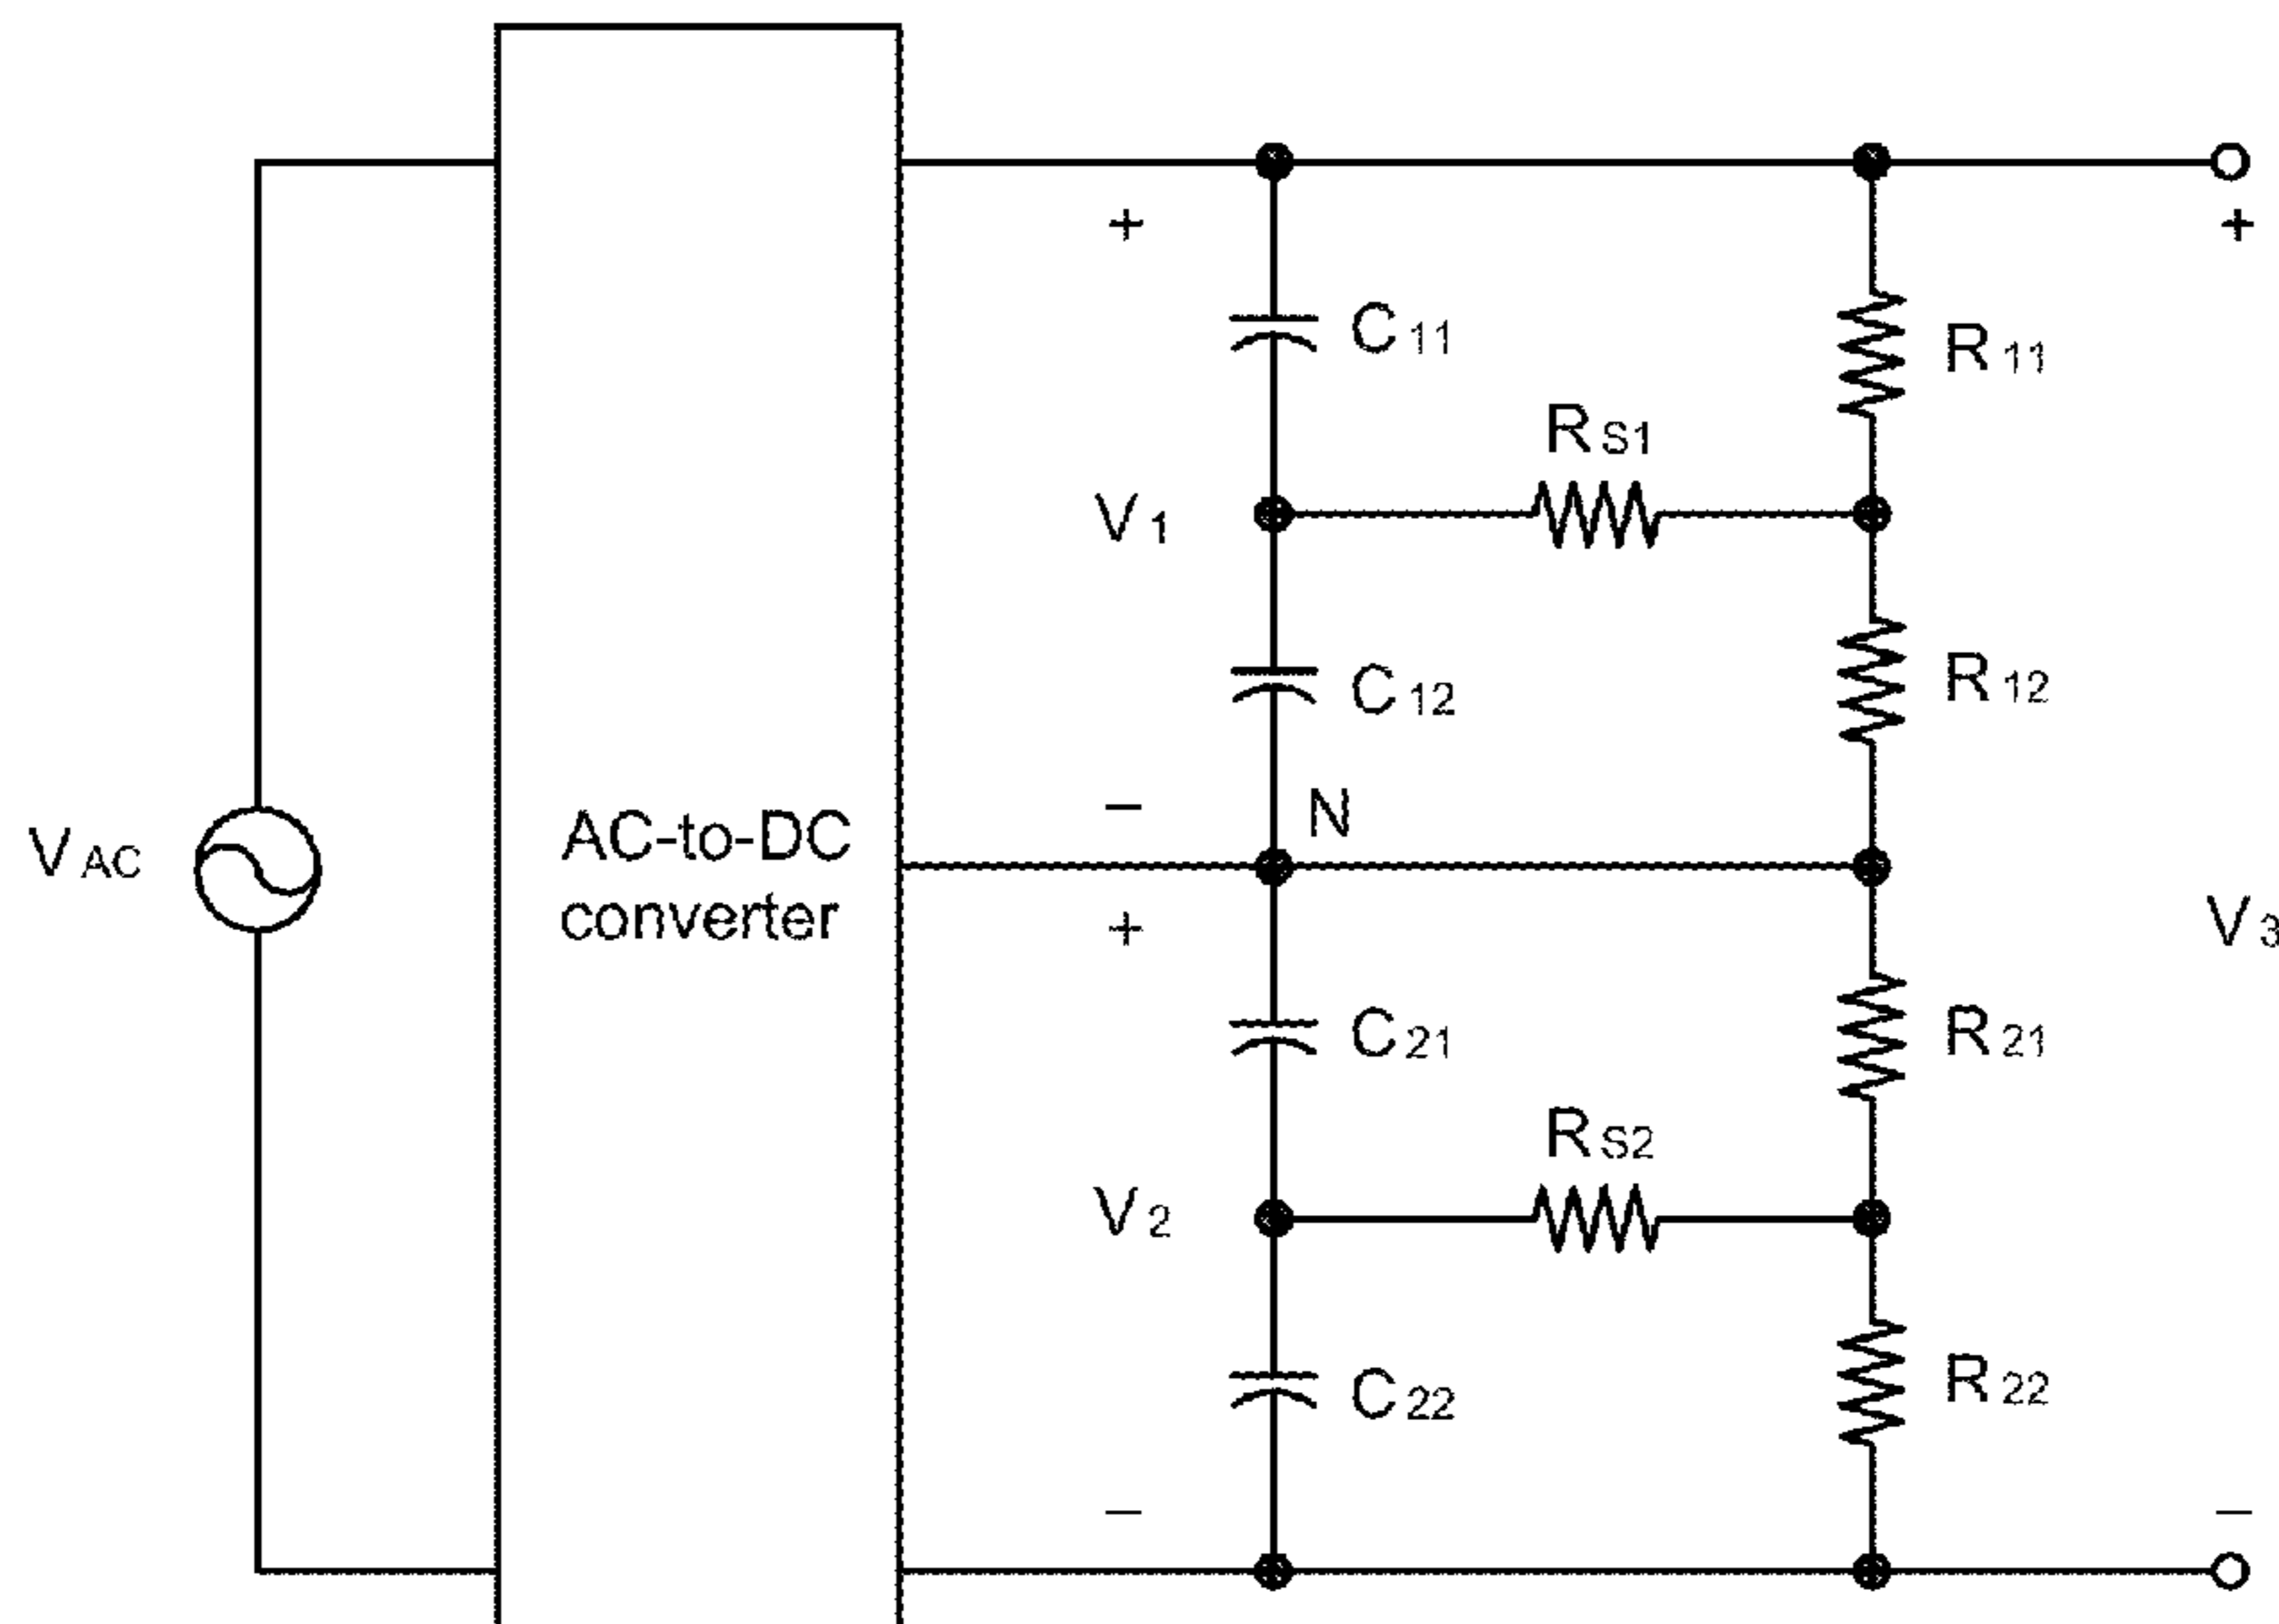 +
+
C11
R11
RS1
V1
C12
R12
−
N
VAC
AC-to-DC
converter
+
V3
C21
R21
RS2
V2
C22
R22
−
−